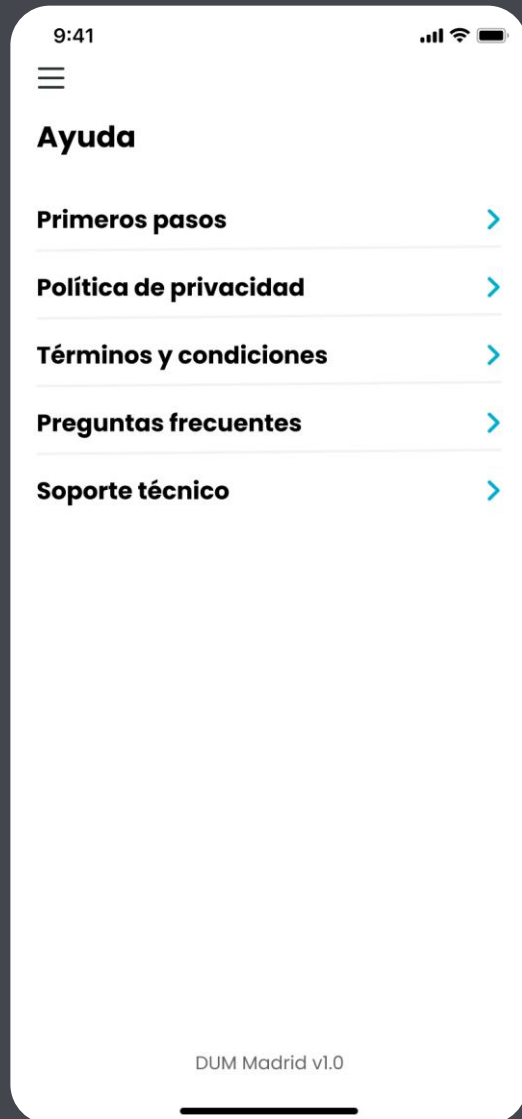 9:41
Ayuda
Primeros pasos
Política de privacidad
Términos y condiciones
Preguntas frecuentes
Soporte técnico
DUM Madrid v1.0